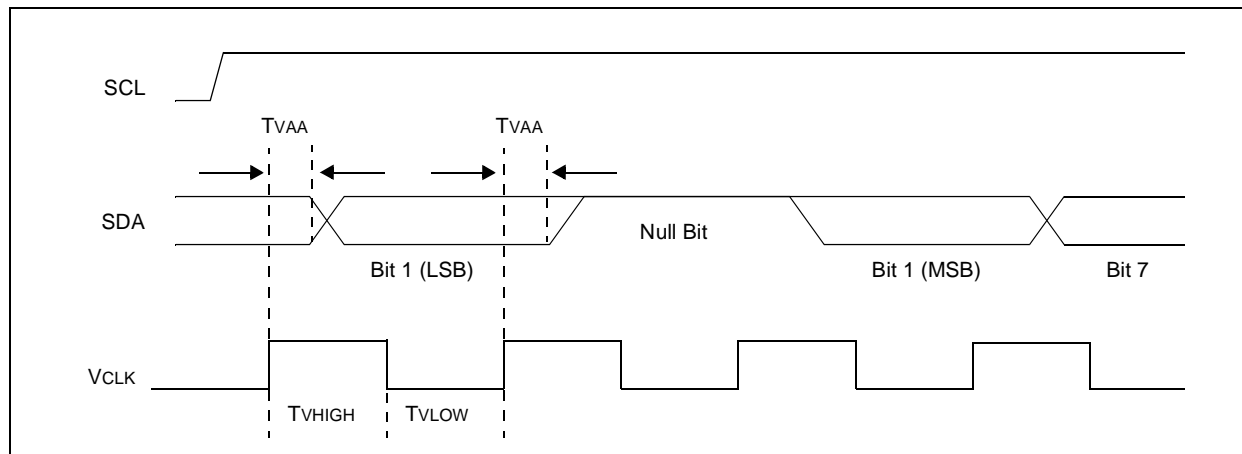 SCL
TVAA TVAA
SDA
Null Bit
Bit 1 (LSB) Bit 1 (MSB) Bit 7
VCLK
TVHIGH TVLOW